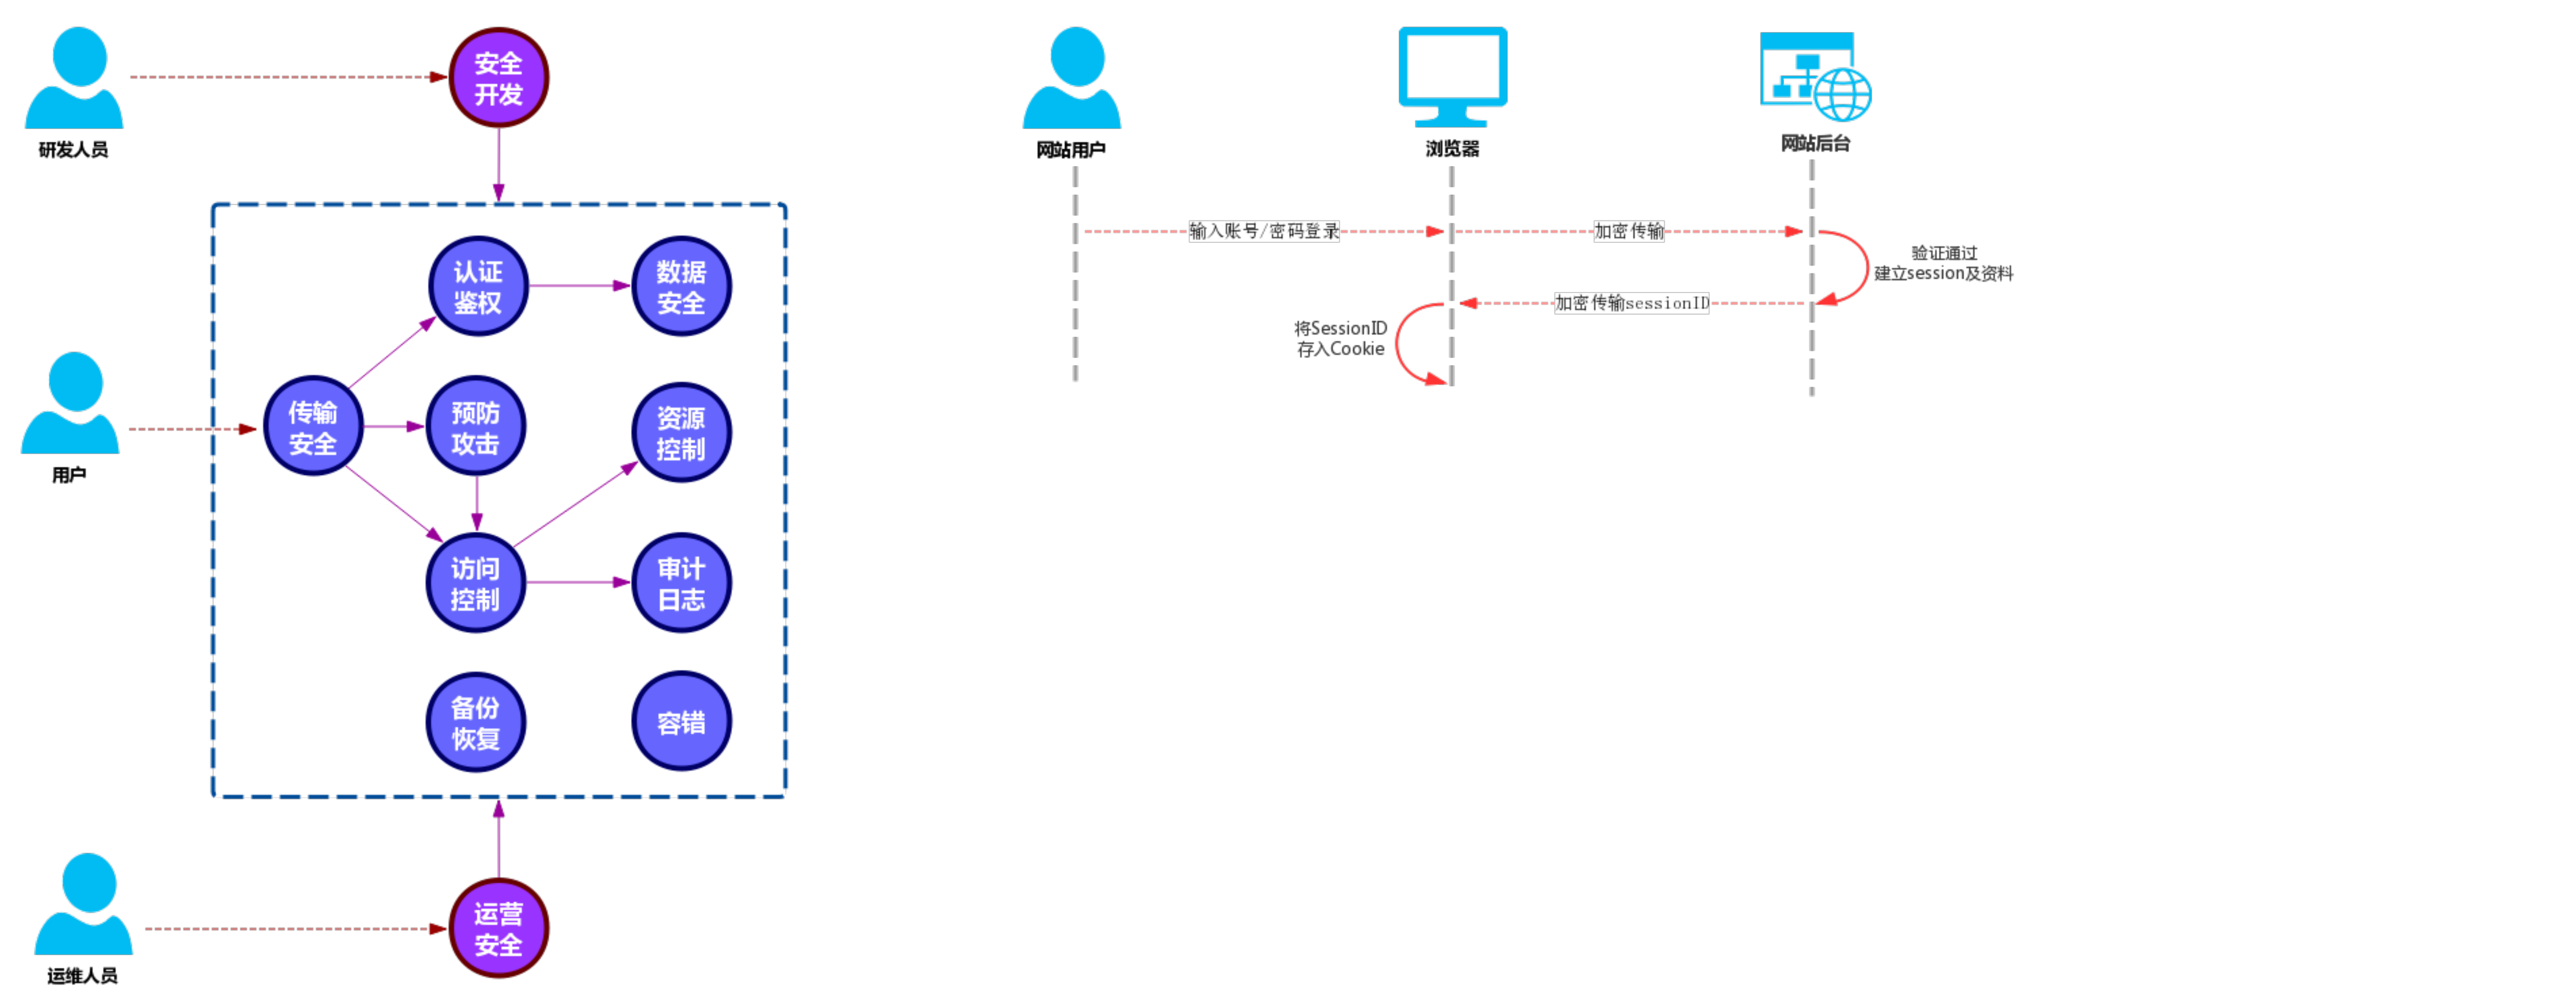 安全
开发
研发人员
认证
鉴权
数据
安全
传输
安全
预防
攻击
资源
控制
用户
访问
控制
审计
日志
备份
恢复
容错
运营
安全
运维人员
网站用户
浏览器
网站后台
输入账号/密码登录
加密传输
验证通过
建立session及资料
加密传输sessionID
将SessionID
存入Cookie